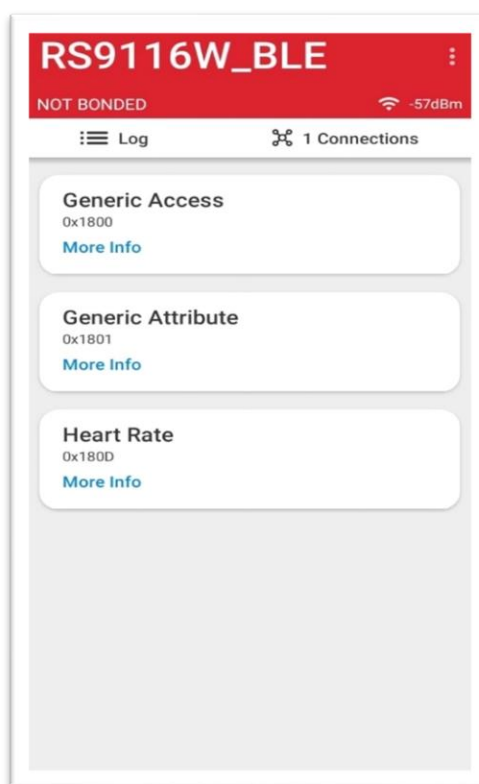 RS9116W_BLE
NOT BONDED
-57dBm
Log
1 Connections
Generic Access
0x1800
More Info
Generic Attribute
0x1801
More Info
Heart Rate
0x180D
More Info